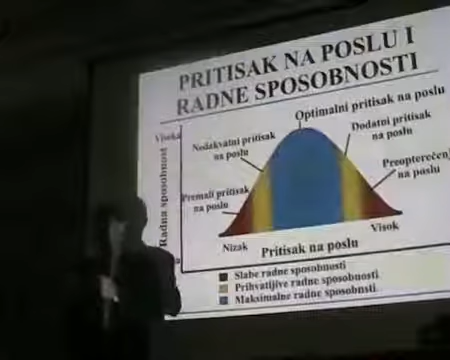 PRITISAK NA POSLU I
RADNE SPOSOBNOSTI
Optimalni pritisak na poslu
Visoka
Nedakvatni pritisak
na poslu
Dodatni pritisak
na poslu
Premali pritisak
na poslu
Preopterećen
na poslu
Radna sposobnost
Nizak
Pritisak na poslu
Visok
Slabe radne sposobnosti
Prihvatljive radne sposobnosti
Maksimalne radne sposobnosti